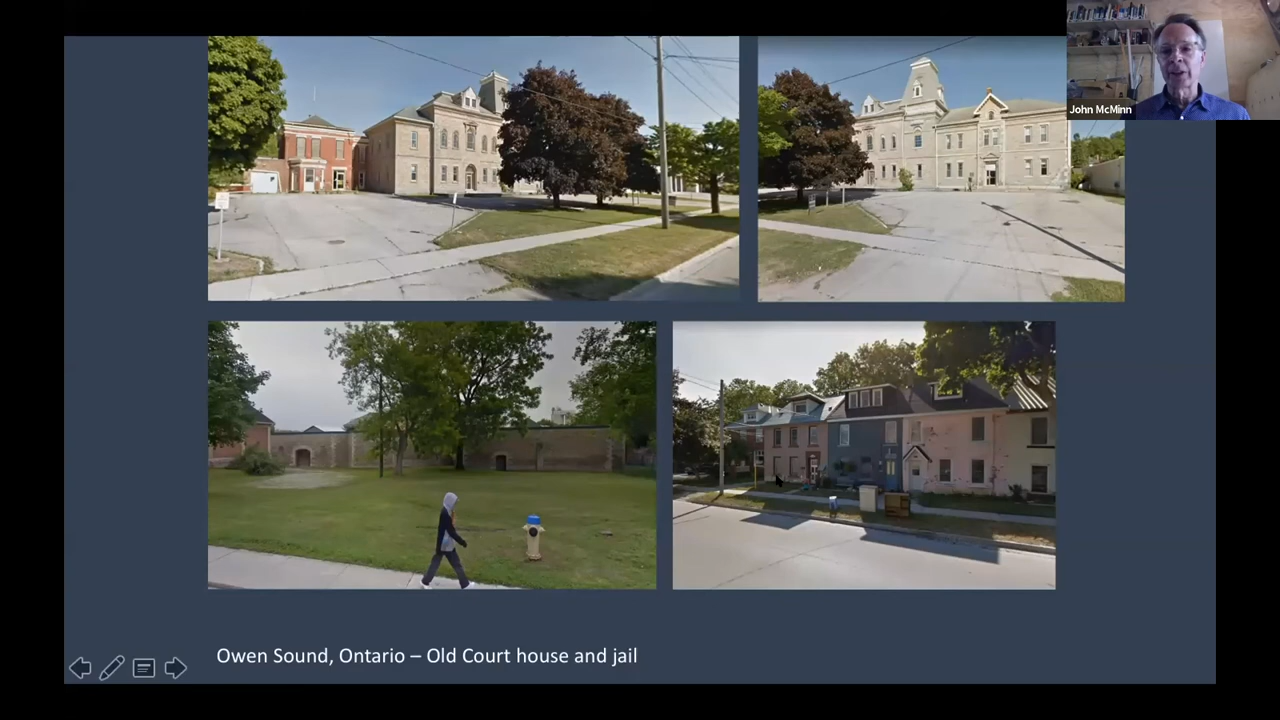 John McMinn
Owen Sound, Ontario – Old Court house and jail